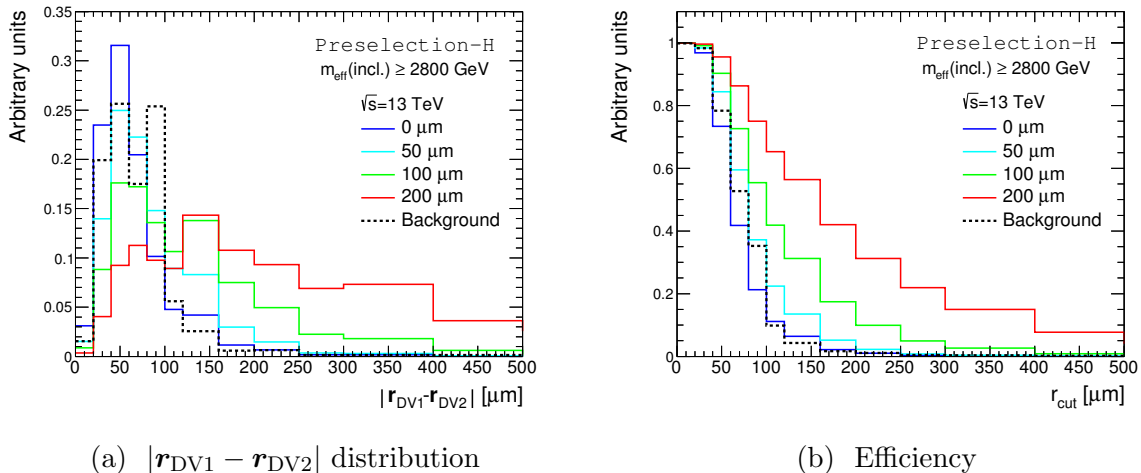 Arbitrary units
0.35
0.3
0.25
0.2
0.15
0.1
0.05
0
0 50 100 150 200 250 300 350 400 450 500
|r_DV1-r_DV2| [μm]
Preselection-H
m_eff(incl.) ≥ 2800 GeV
√s=13 TeV
0 μm
50 μm
100 μm
200 μm
Background
(a) |r_DV1 − r_DV2| distribution
Arbitrary units
1
0.8
0.6
0.4
0.2
0
0 50 100 150 200 250 300 350 400 450 500
r_cut [μm]
Preselection-H
m_eff(incl.) ≥ 2800 GeV
√s=13 TeV
0 μm
50 μm
100 μm
200 μm
Background
(b) Efficiency